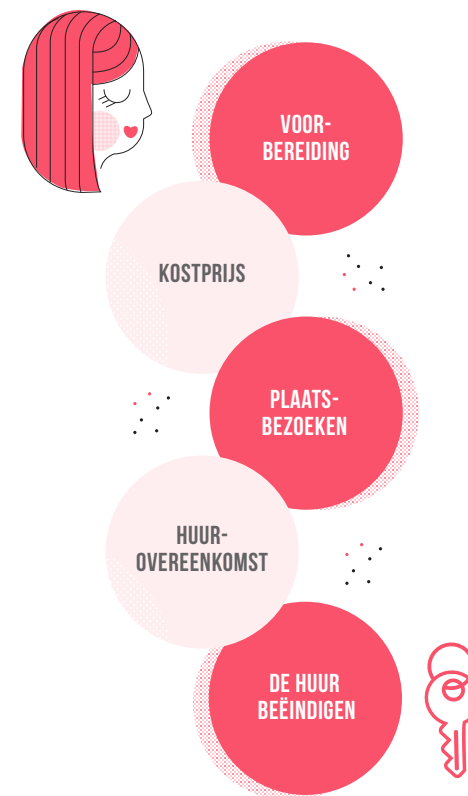 VOOR-
BEREIDING
KOSTPRIJS
PLAATS-
BEZOEKEN
HUUR-
OVEREENKOMST
DE HUUR
BEËINDIGEN